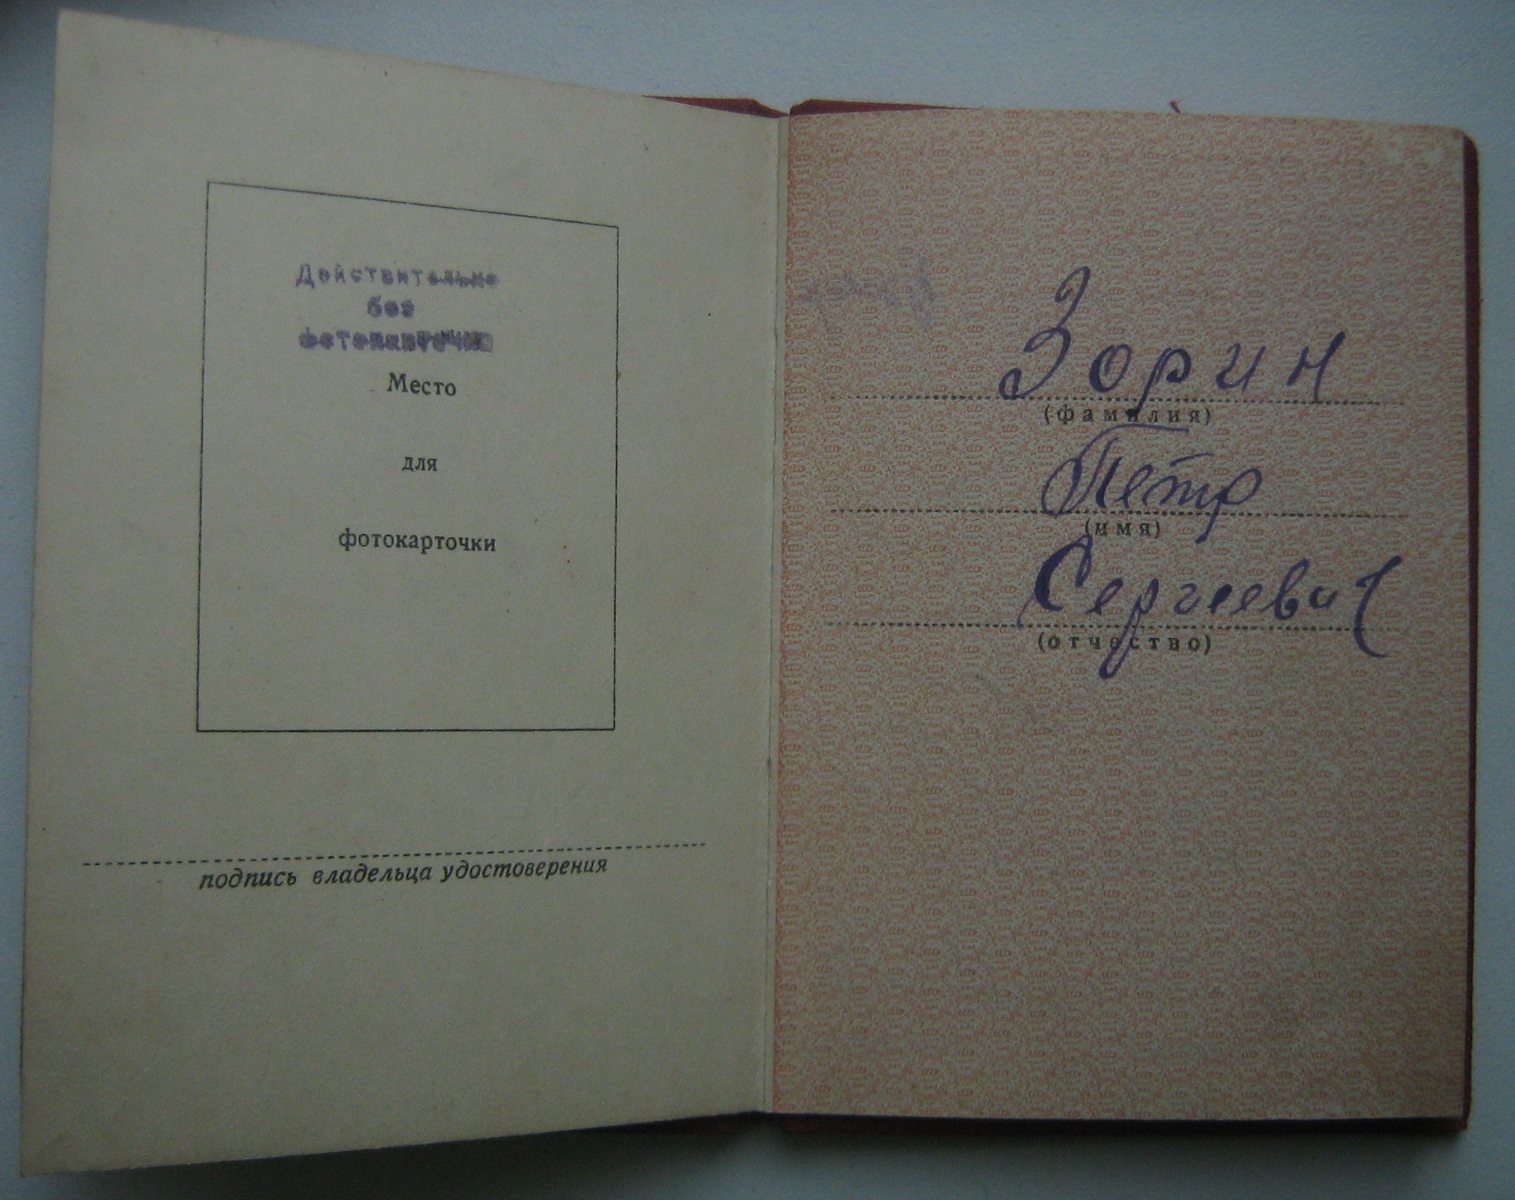 Действительно
без
фотокарточки
Место
для
фотокарточки
подпись владельца удостоверения
Зорин
(фамилия)
Петр
(имя)
Сергеевич
(отчество)